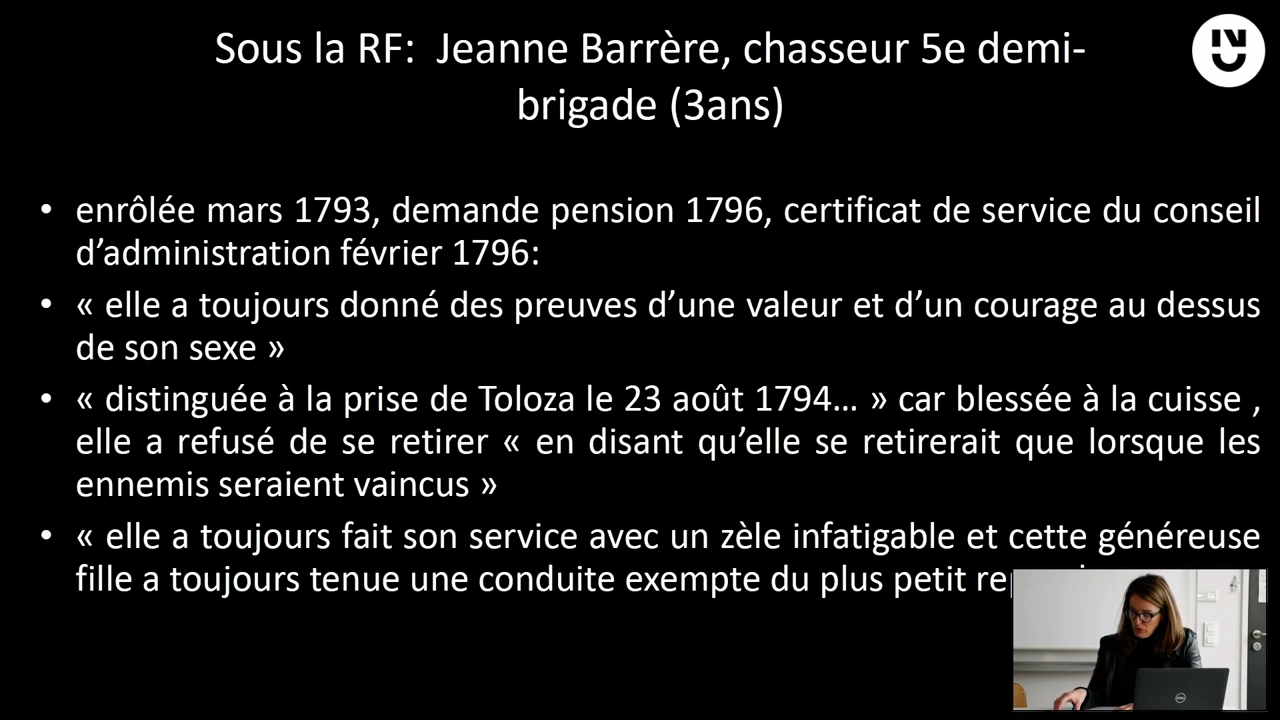 Sous la RF: Jeanne Barrère, chasseur 5e demi-
brigade (3ans)
• enrôlée mars 1793, demande pension 1796, certificat de service du conseil
d’administration février 1796:
• « elle a toujours donné des preuves d’une valeur et d’un courage au dessus
de son sexe »
• « distinguée à la prise de Toloza le 23 août 1794… » car blessée à la cuisse ,
elle a refusé de se retirer « en disant qu’elle se retirerait que lorsque les
ennemis seraient vaincus »
• « elle a toujours fait son service avec un zèle infatigable et cette généreuse
fille a toujours tenue une conduite exempte du plus petit
DELL